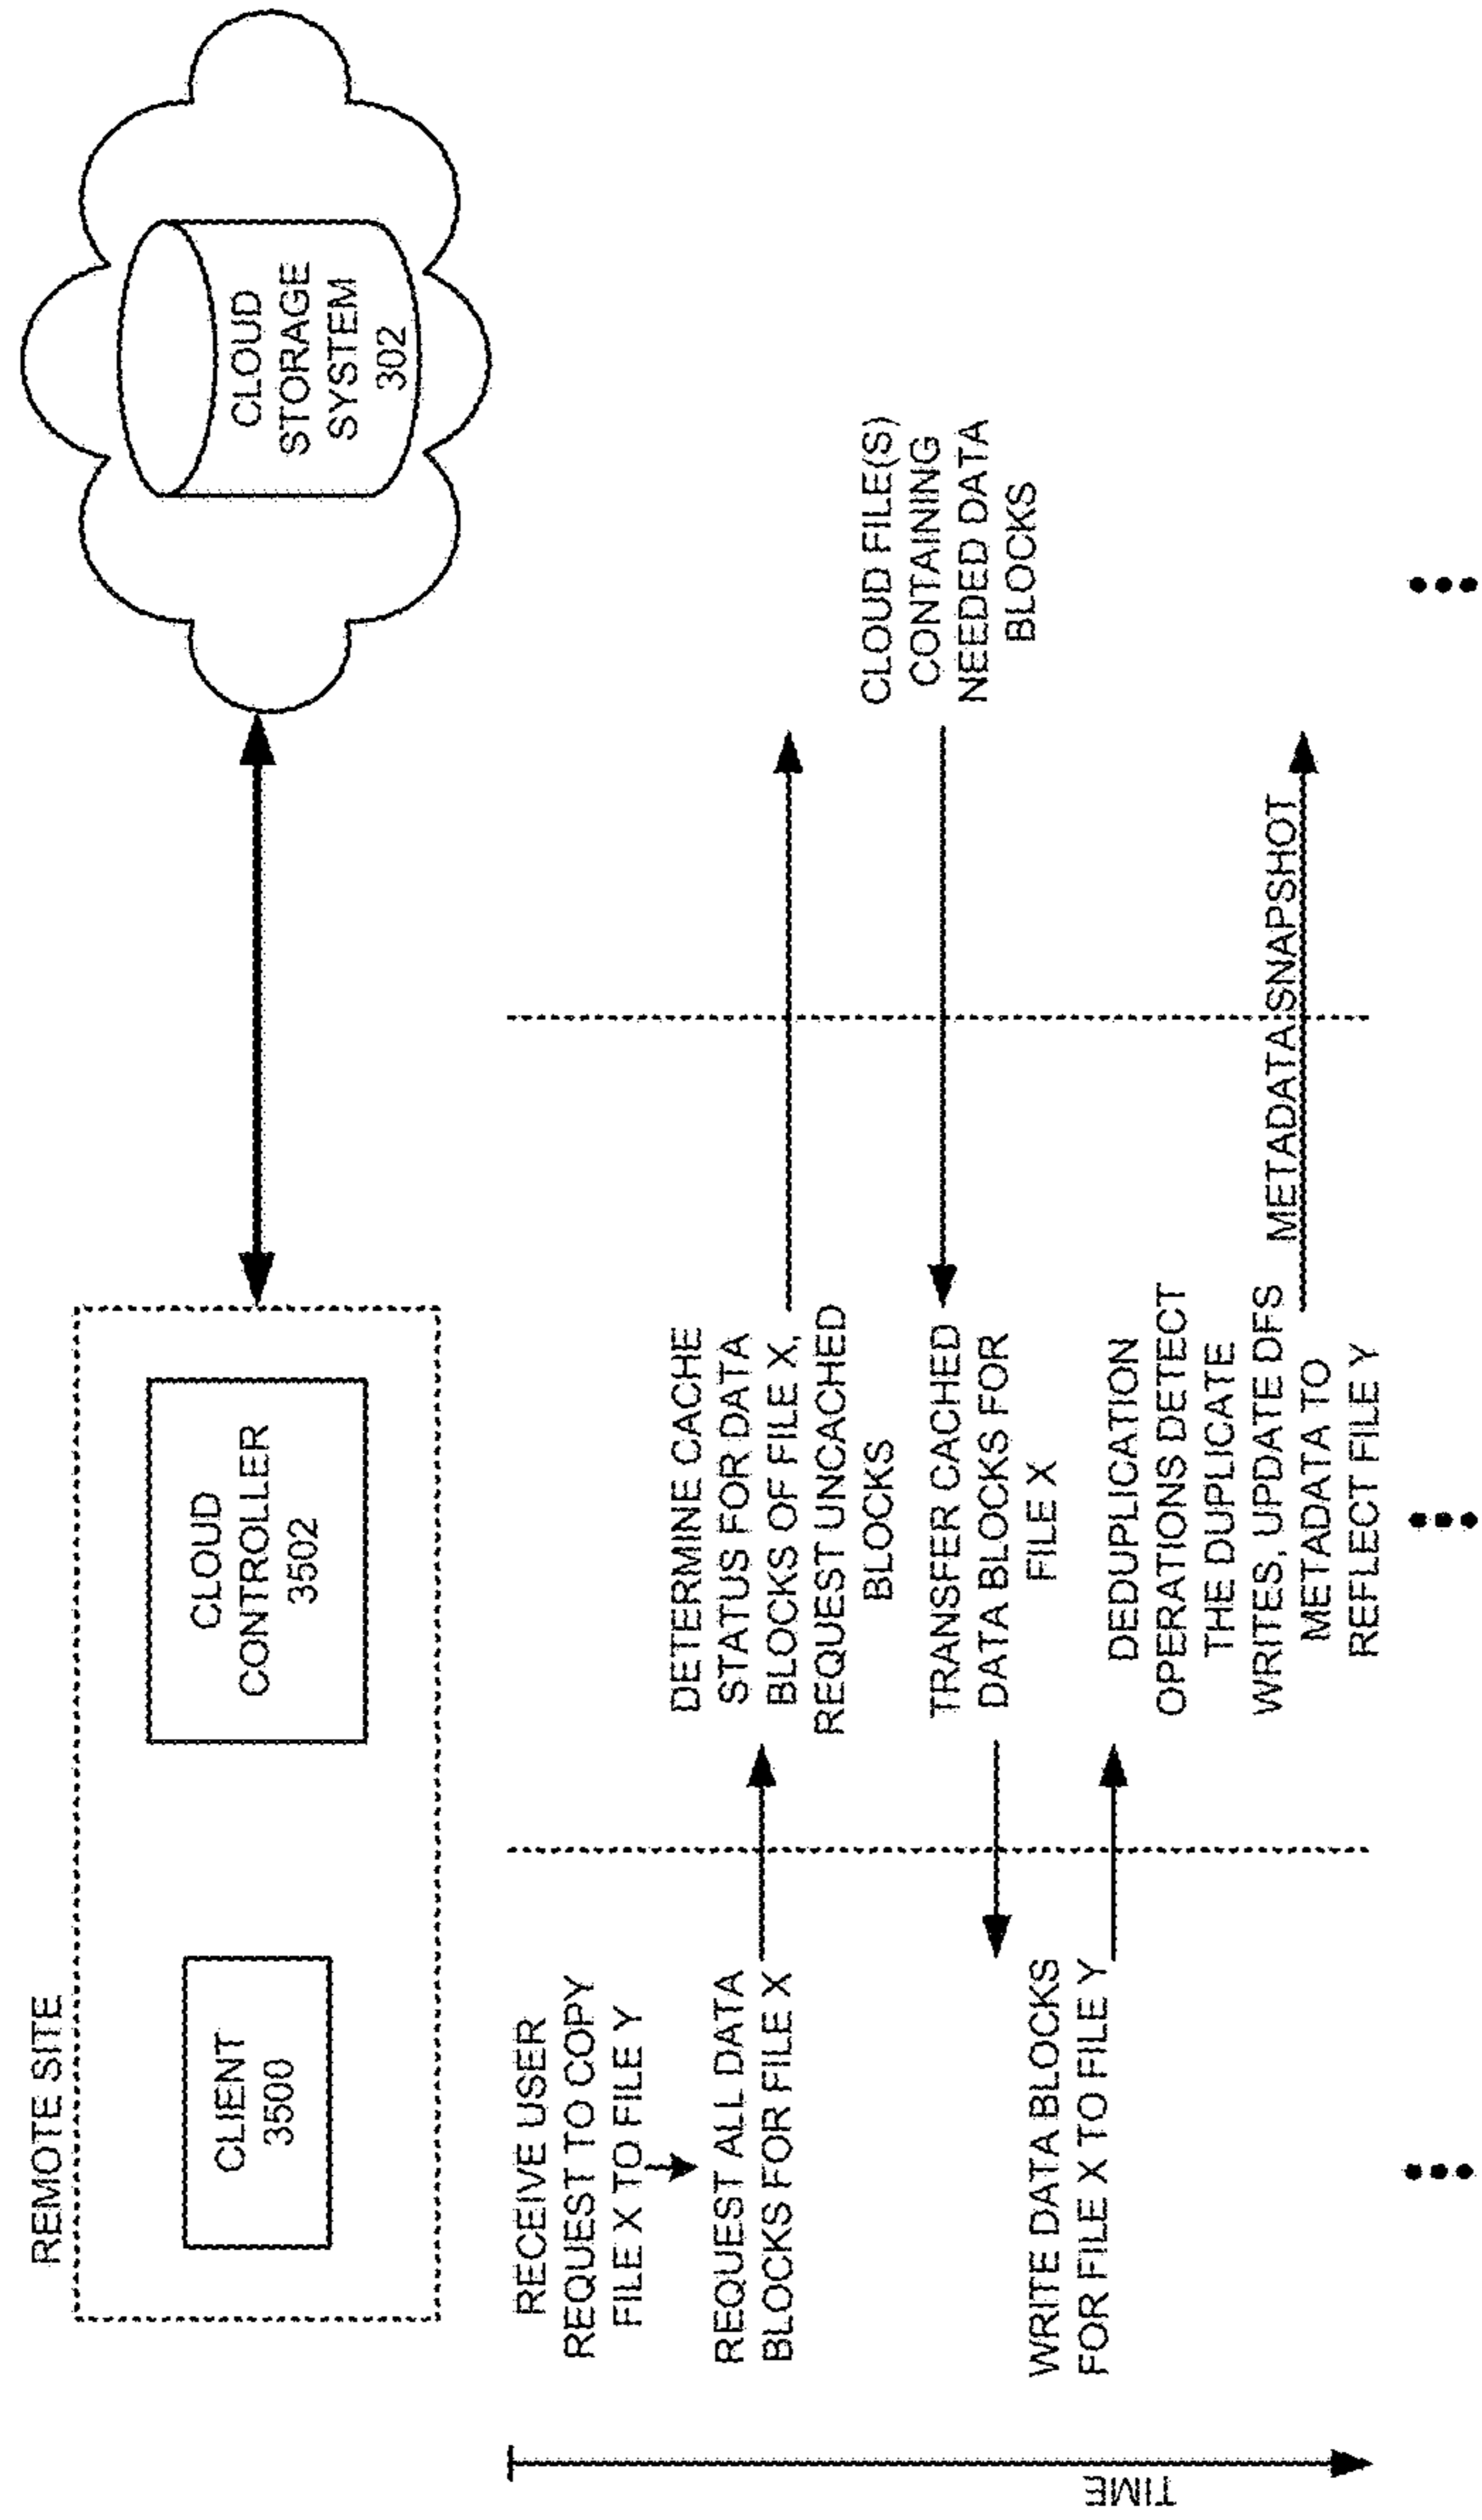 REMOTE SITE
CLIENT
3500
CLOUD
CONTROLLER
3502
CLOUD
STORAGE
SYSTEM
302
RECEIVE USER
REQUEST TO COPY
FILE X TO FILE Y
REQUEST ALL DATA
BLOCKS FOR FILE X
DETERMINE CACHE
STATUS FOR DATA
BLOCKS OF FILE X,
REQUEST UNCACHED
BLOCKS
CLOUD FILE(S)
CONTAINING
NEEDED DATA
BLOCKS
TRANSFER CACHED
DATA BLOCKS FOR
FILE X
WRITE DATA BLOCKS
FOR FILE X TO FILE Y
DEDUPLICATION
OPERATIONS DETECT
THE DUPLICATE
WRITES, UPDATE DFS
METADATA TO
REFLECT FILE Y
METADATA SNAPSHOT
TIME